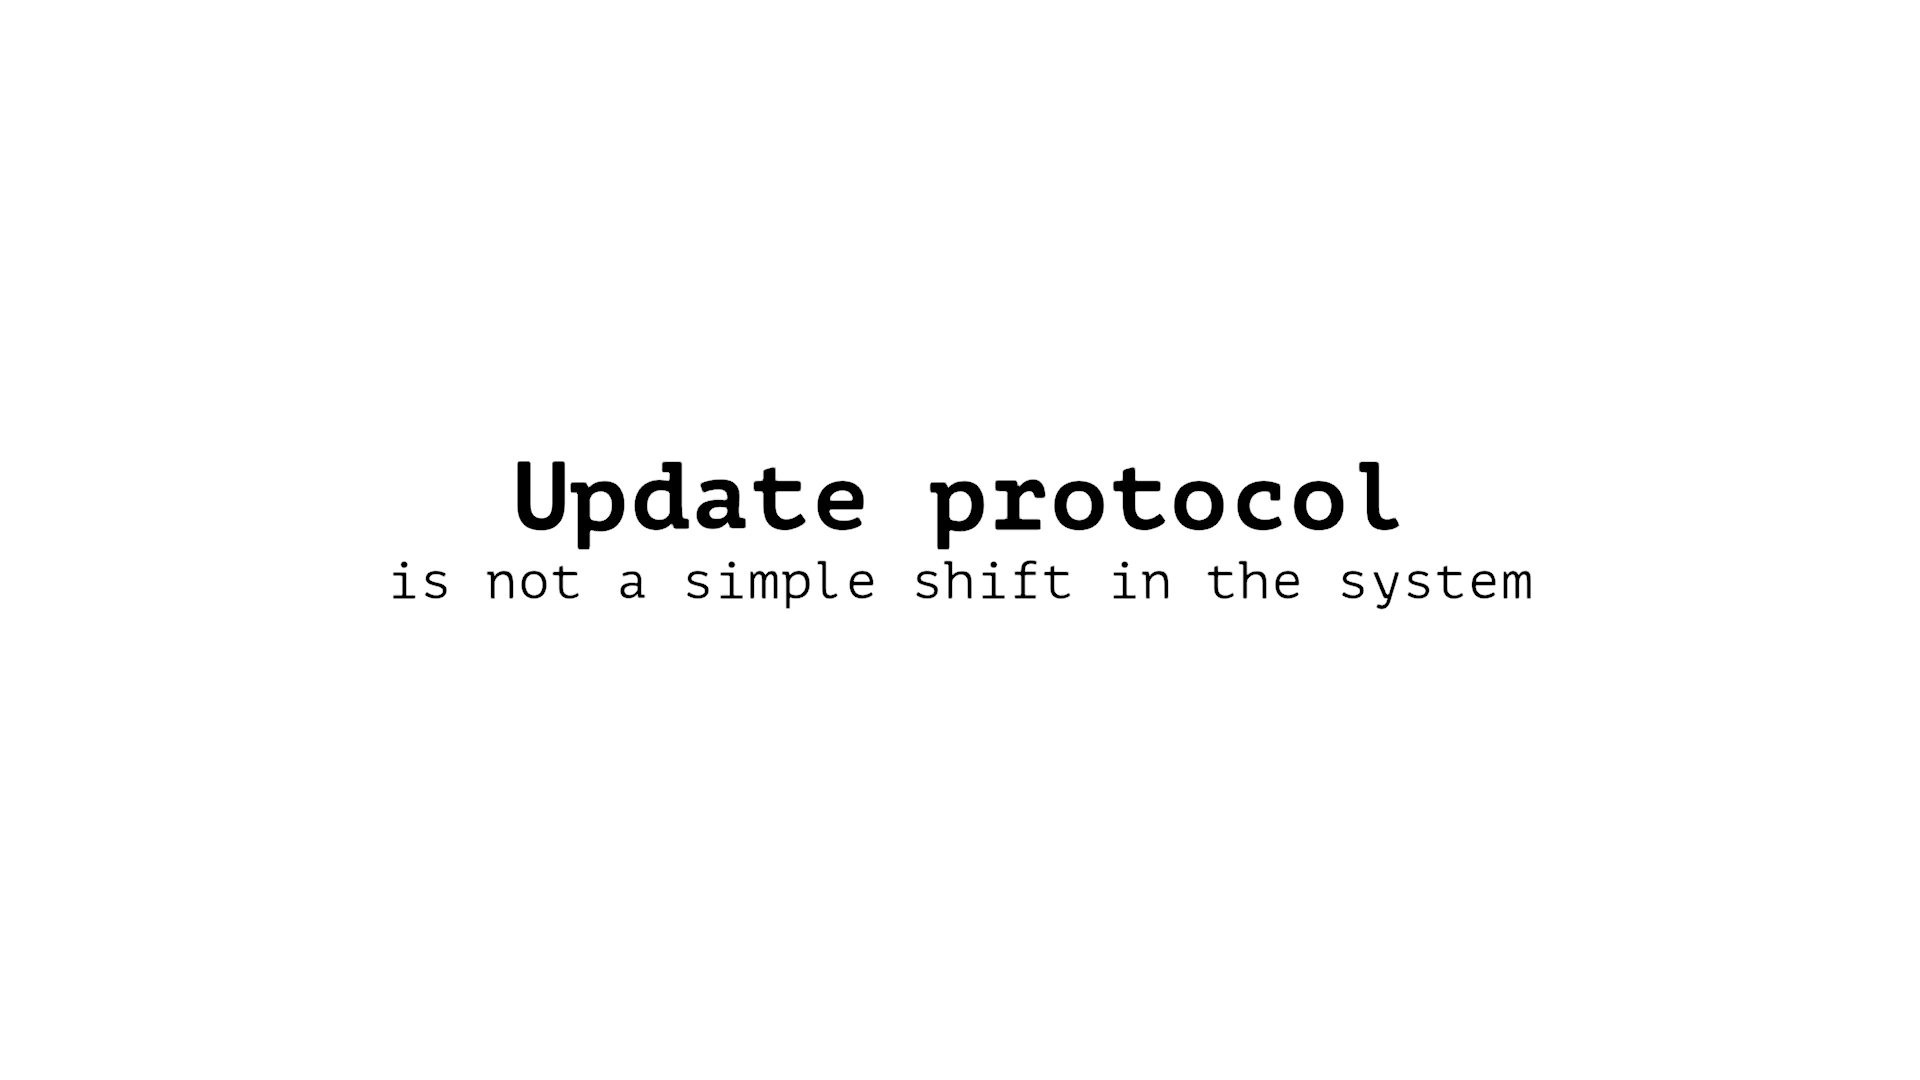 Update protocol
is not a simple shift in the system